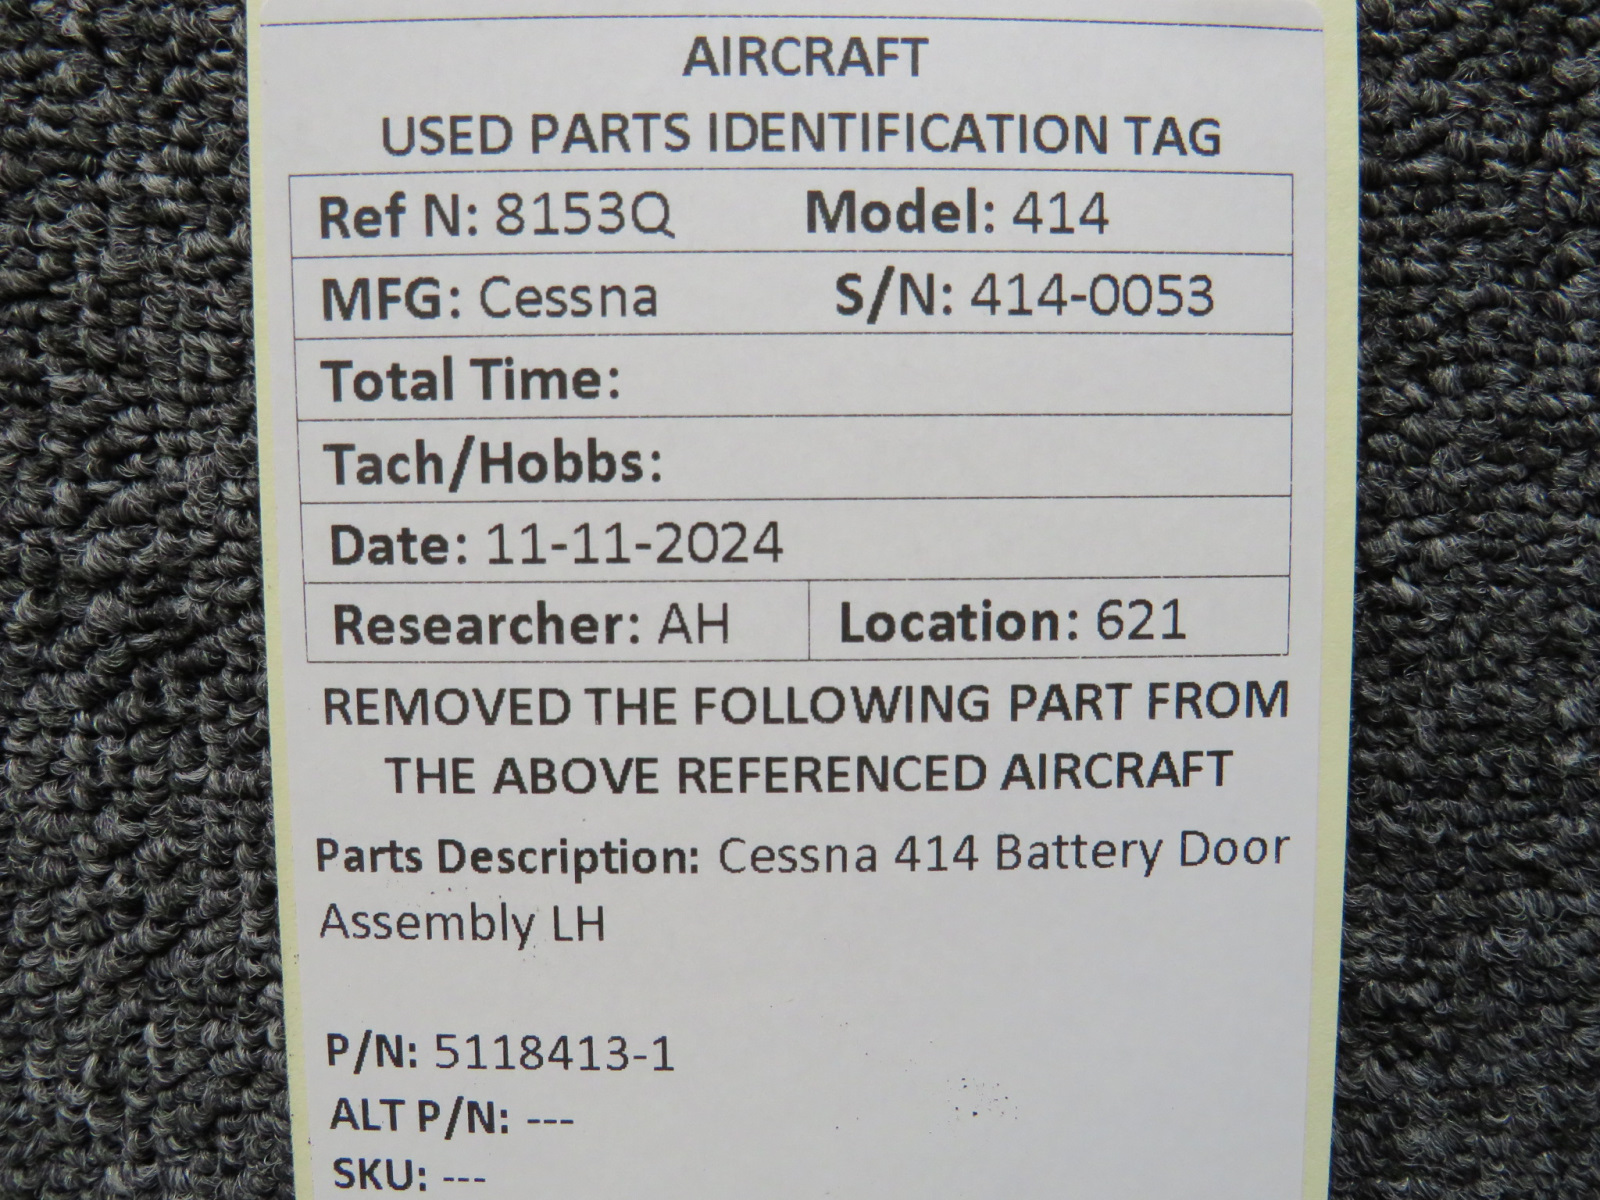 AIRCRAFT
USED PARTS IDENTIFICATION TAG
Ref N: 8153Q Model: 414
MFG: Cessna S/N: 414-0053
Total Time:
Tach/Hobbs:
Date: 11-11-2024
Researcher: AH Location: 621
REMOVED THE FOLLOWING PART FROM
THE ABOVE REFERENCED AIRCRAFT
Parts Description: Cessna 414 Battery Door
Assembly LH
P/N: 5118413-1
ALT P/N: ---
SKU: ---